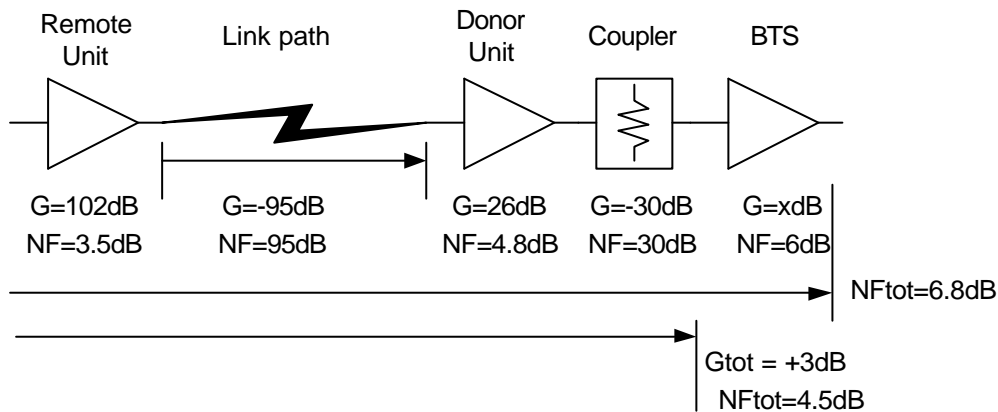 Remote Unit
Link path
Donor Unit
Coupler
BTS
G=102dB
NF=3.5dB
G=-95dB
NF=95dB
G=26dB
NF=4.8dB
G=-30dB
NF=30dB
G=xdB
NF=6dB
NFtot=6.8dB
Gtot = +3dB
NFtot=4.5dB